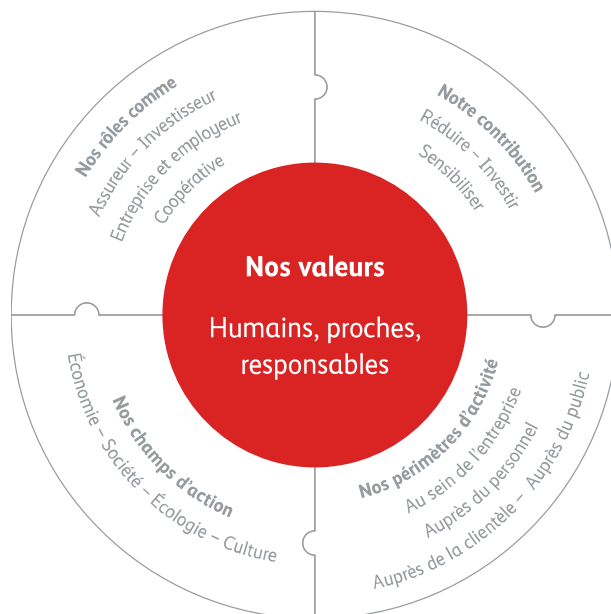 Nos rôles comme
Assureur – Investisseur
Entreprise et employeur
Coopérative
Notre contribution
Réduire – Investir
Sensibiliser
Nos valeurs
Humains, proches,
responsables
Nos champs d'action
Économie – Société – Écologie – Culture
Nos périmètres d'activité
Au sein de l'entreprise
Auprès du personnel
Auprès de la clientèle – Auprès du public